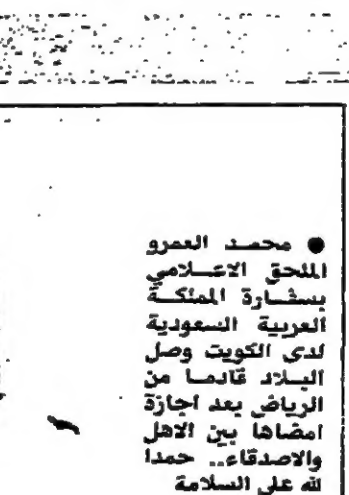 ● محمد العمرو
الملحق الاعلامي
بسفارة المملكة
العربية السعودية
لدى الكويت وصل
البلاد قادما من
الرياض بعد اجازة
امضاها بين الاهل
والاصدقاء.. حمدا
لله على السلامة